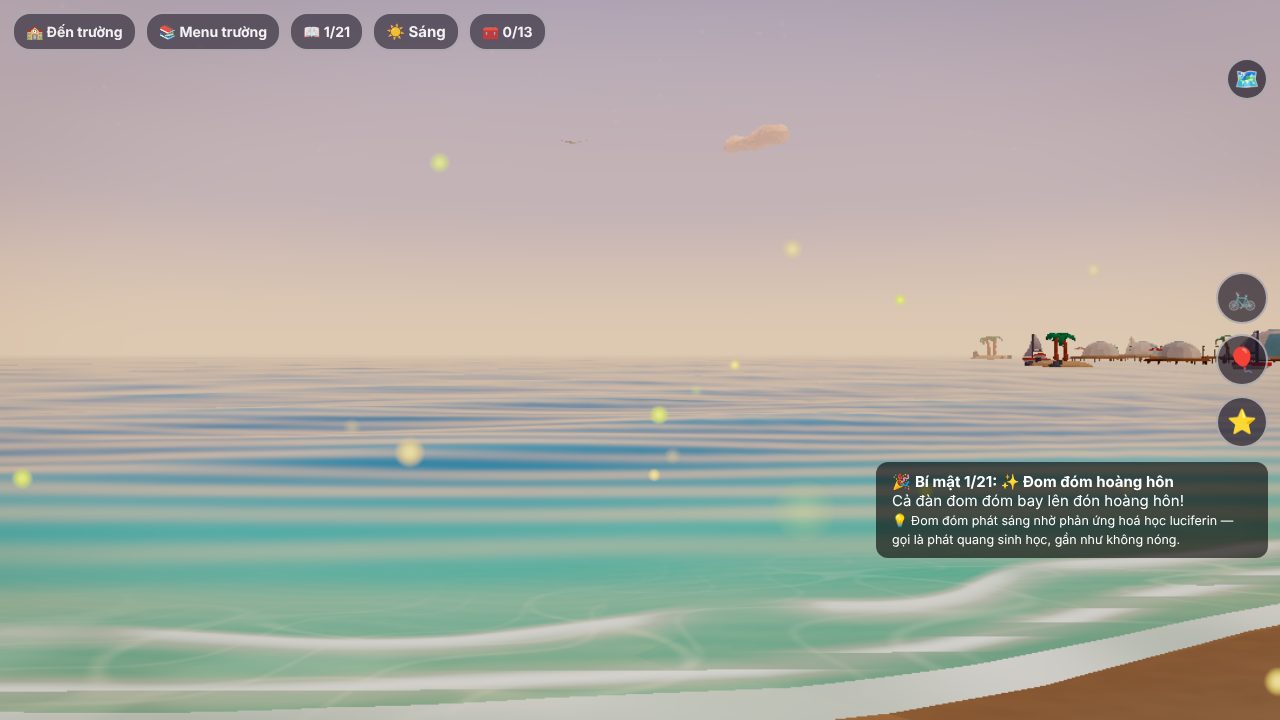 Đến trường
Menu trường
1/21
Sáng
0/13
Bí mật 1/21: ✨ Đom đóm hoàng hôn
Cả đàn đom đóm bay lên đón hoàng hôn!
Đom đóm phát sáng nhờ phản ứng hoá học luciferin —
gọi là phát quang sinh học, gần như không nóng.